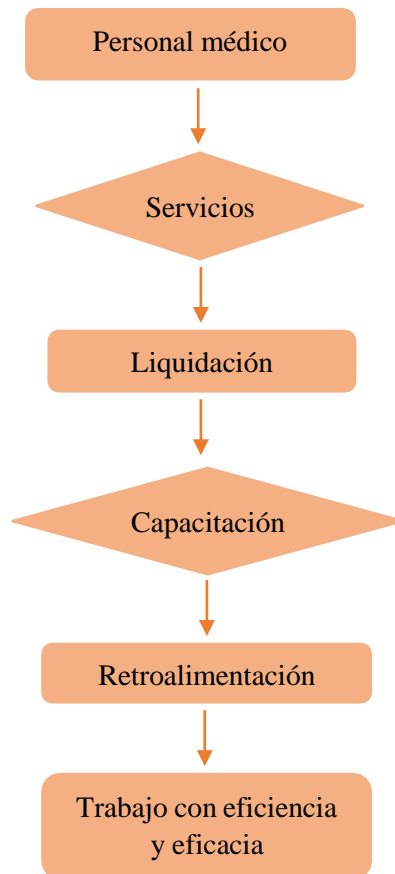 Personal médico
Servicios
Liquidación
Capacitación
Retroalimentación
Trabajo con eficiencia
y eficacia